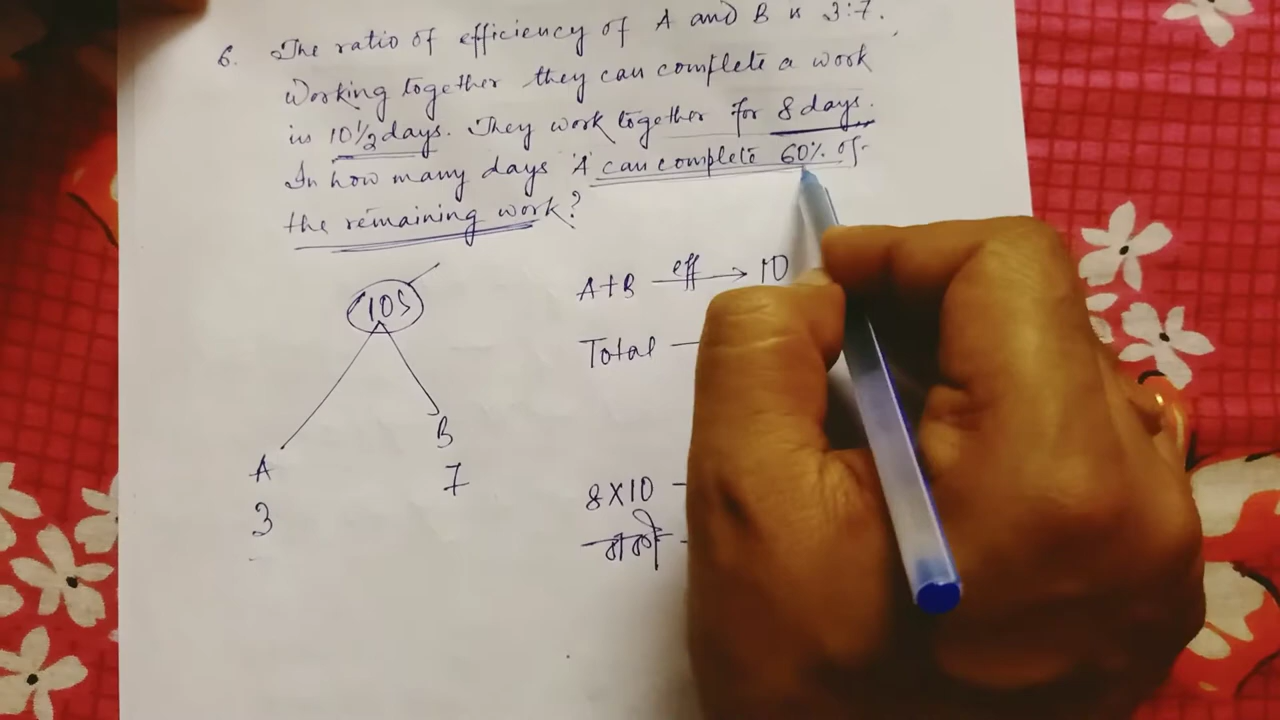 6. The ratio of efficiency of A and B is 3:7.
Working together they can complete a work
in 10½ days. They work together for 8 days.
In how many days 'A' can complete 60% of
the remaining work?
105
A+B eff → 10
Total —
A
3
B
7
8×10 -
बाकी -